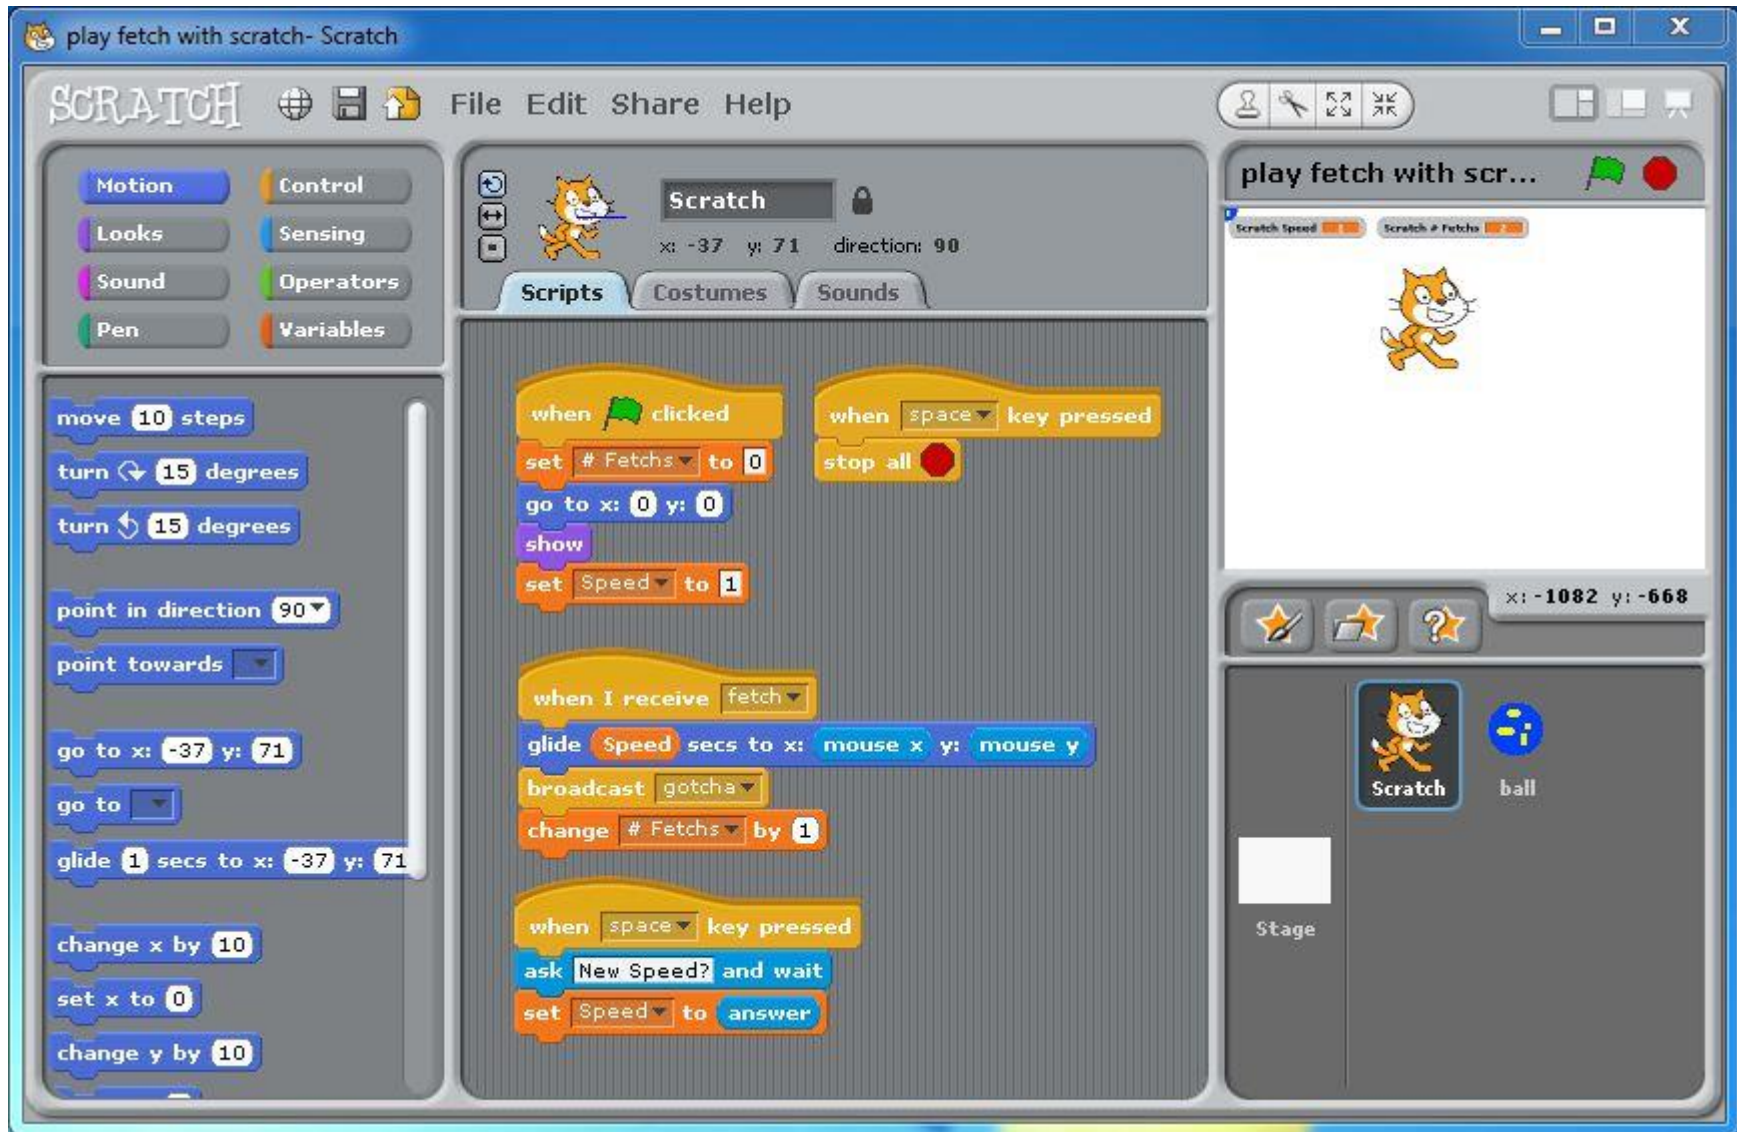 play fetch with scratch- Scratch
SCRATCH File Edit Share Help
Motion Control
Looks Sensing
Sound Operators
Pen Variables
move 10 steps
turn 15 degrees
turn 15 degrees
point in direction 90
point towards
go to x: -37 y: 71
go to
glide 1 secs to x: -37 y: 71
change x by 10
set x to 0
change y by 10
Scratch
x: -37 y: 71 direction: 90
Scripts Costumes Sounds
when clicked
set # Fetchs to 0
go to x: 0 y: 0
show
set Speed to 1
when space key pressed
stop all
when I receive fetch
glide Speed secs to x: mouse x y: mouse y
broadcast gotcha
change # Fetchs by 1
when space key pressed
ask New Speed? and wait
set Speed to answer
play fetch with scr...
Scratch Speed 1 Scratch # Fetchs 2
x: -1082 y: -668
Scratch ball
Stage